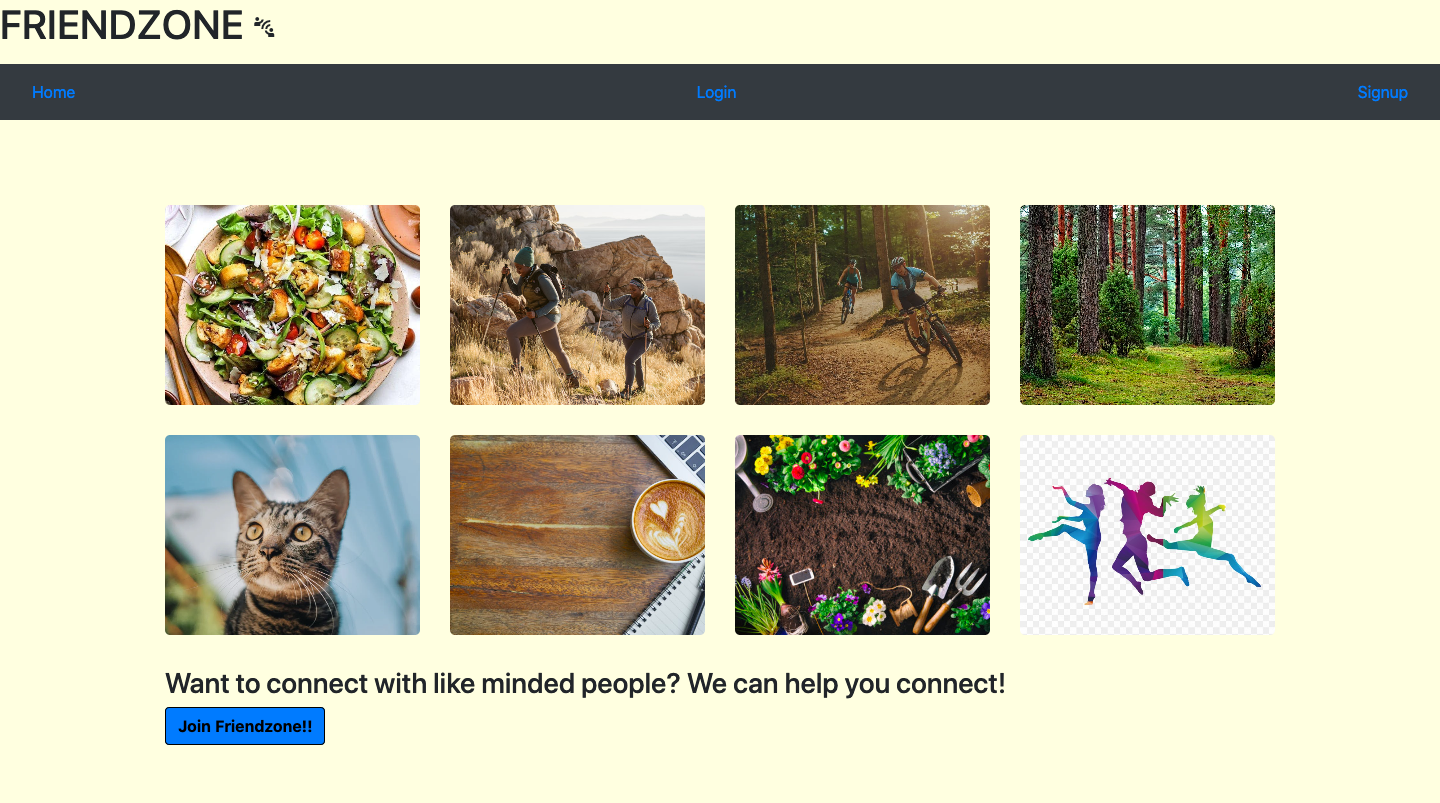 FRIENDZONE
Home
Login
Signup
Want to connect with like minded people? We can help you connect!
Join Friendzone!!